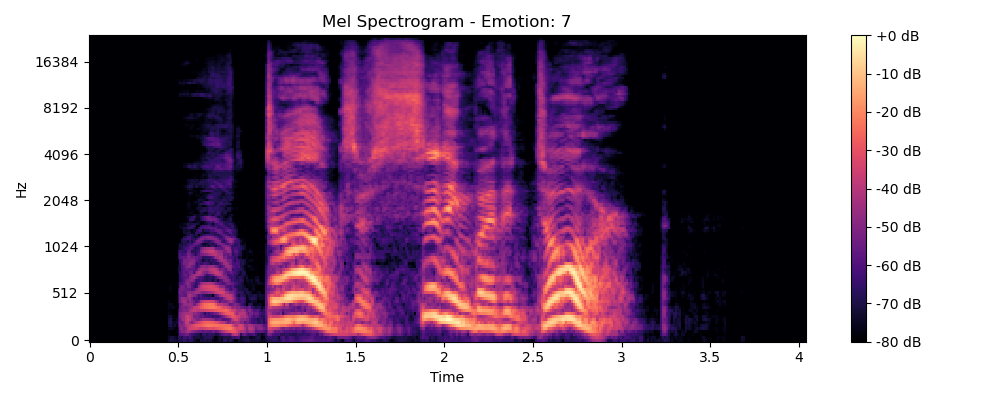 Mel Spectrogram - Emotion: 7
Hz
16384
8192
4096
2048
1024
512
0
0 0.5 1 1.5 2 2.5 3 3.5 4
Time
+0 dB
-10 dB
-20 dB
-30 dB
-40 dB
-50 dB
-60 dB
-70 dB
-80 dB